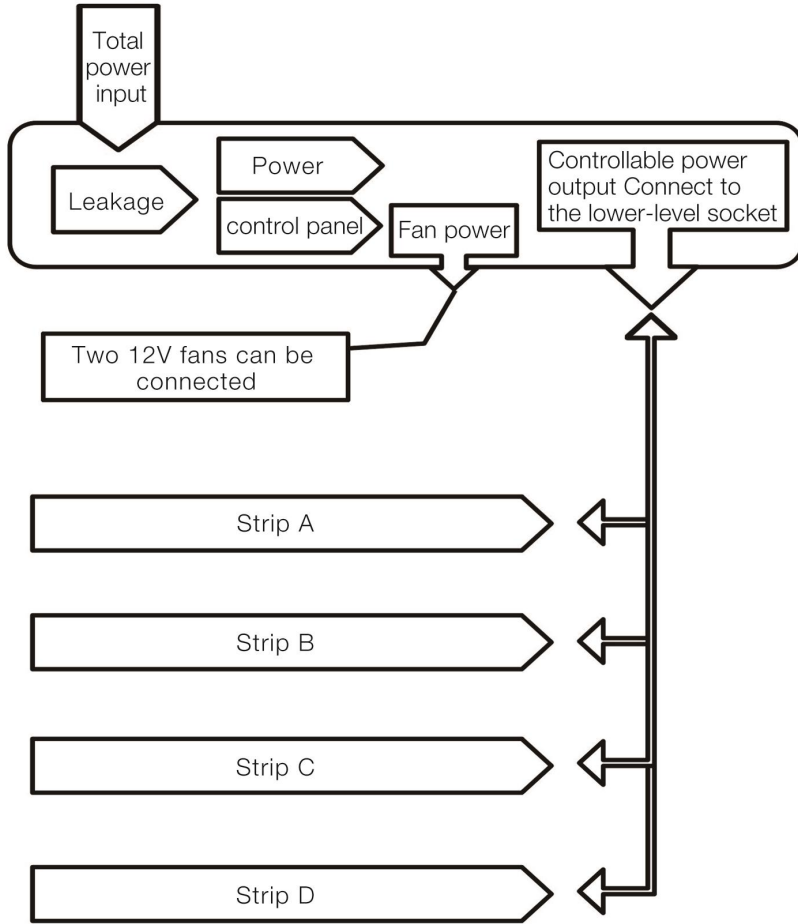 Total
power
input
Leakage
Power
control panel
Fan power
Controllable power
output Connect to
the lower-level socket
Two 12V fans can be
connected
Strip A
Strip B
Strip C
Strip D